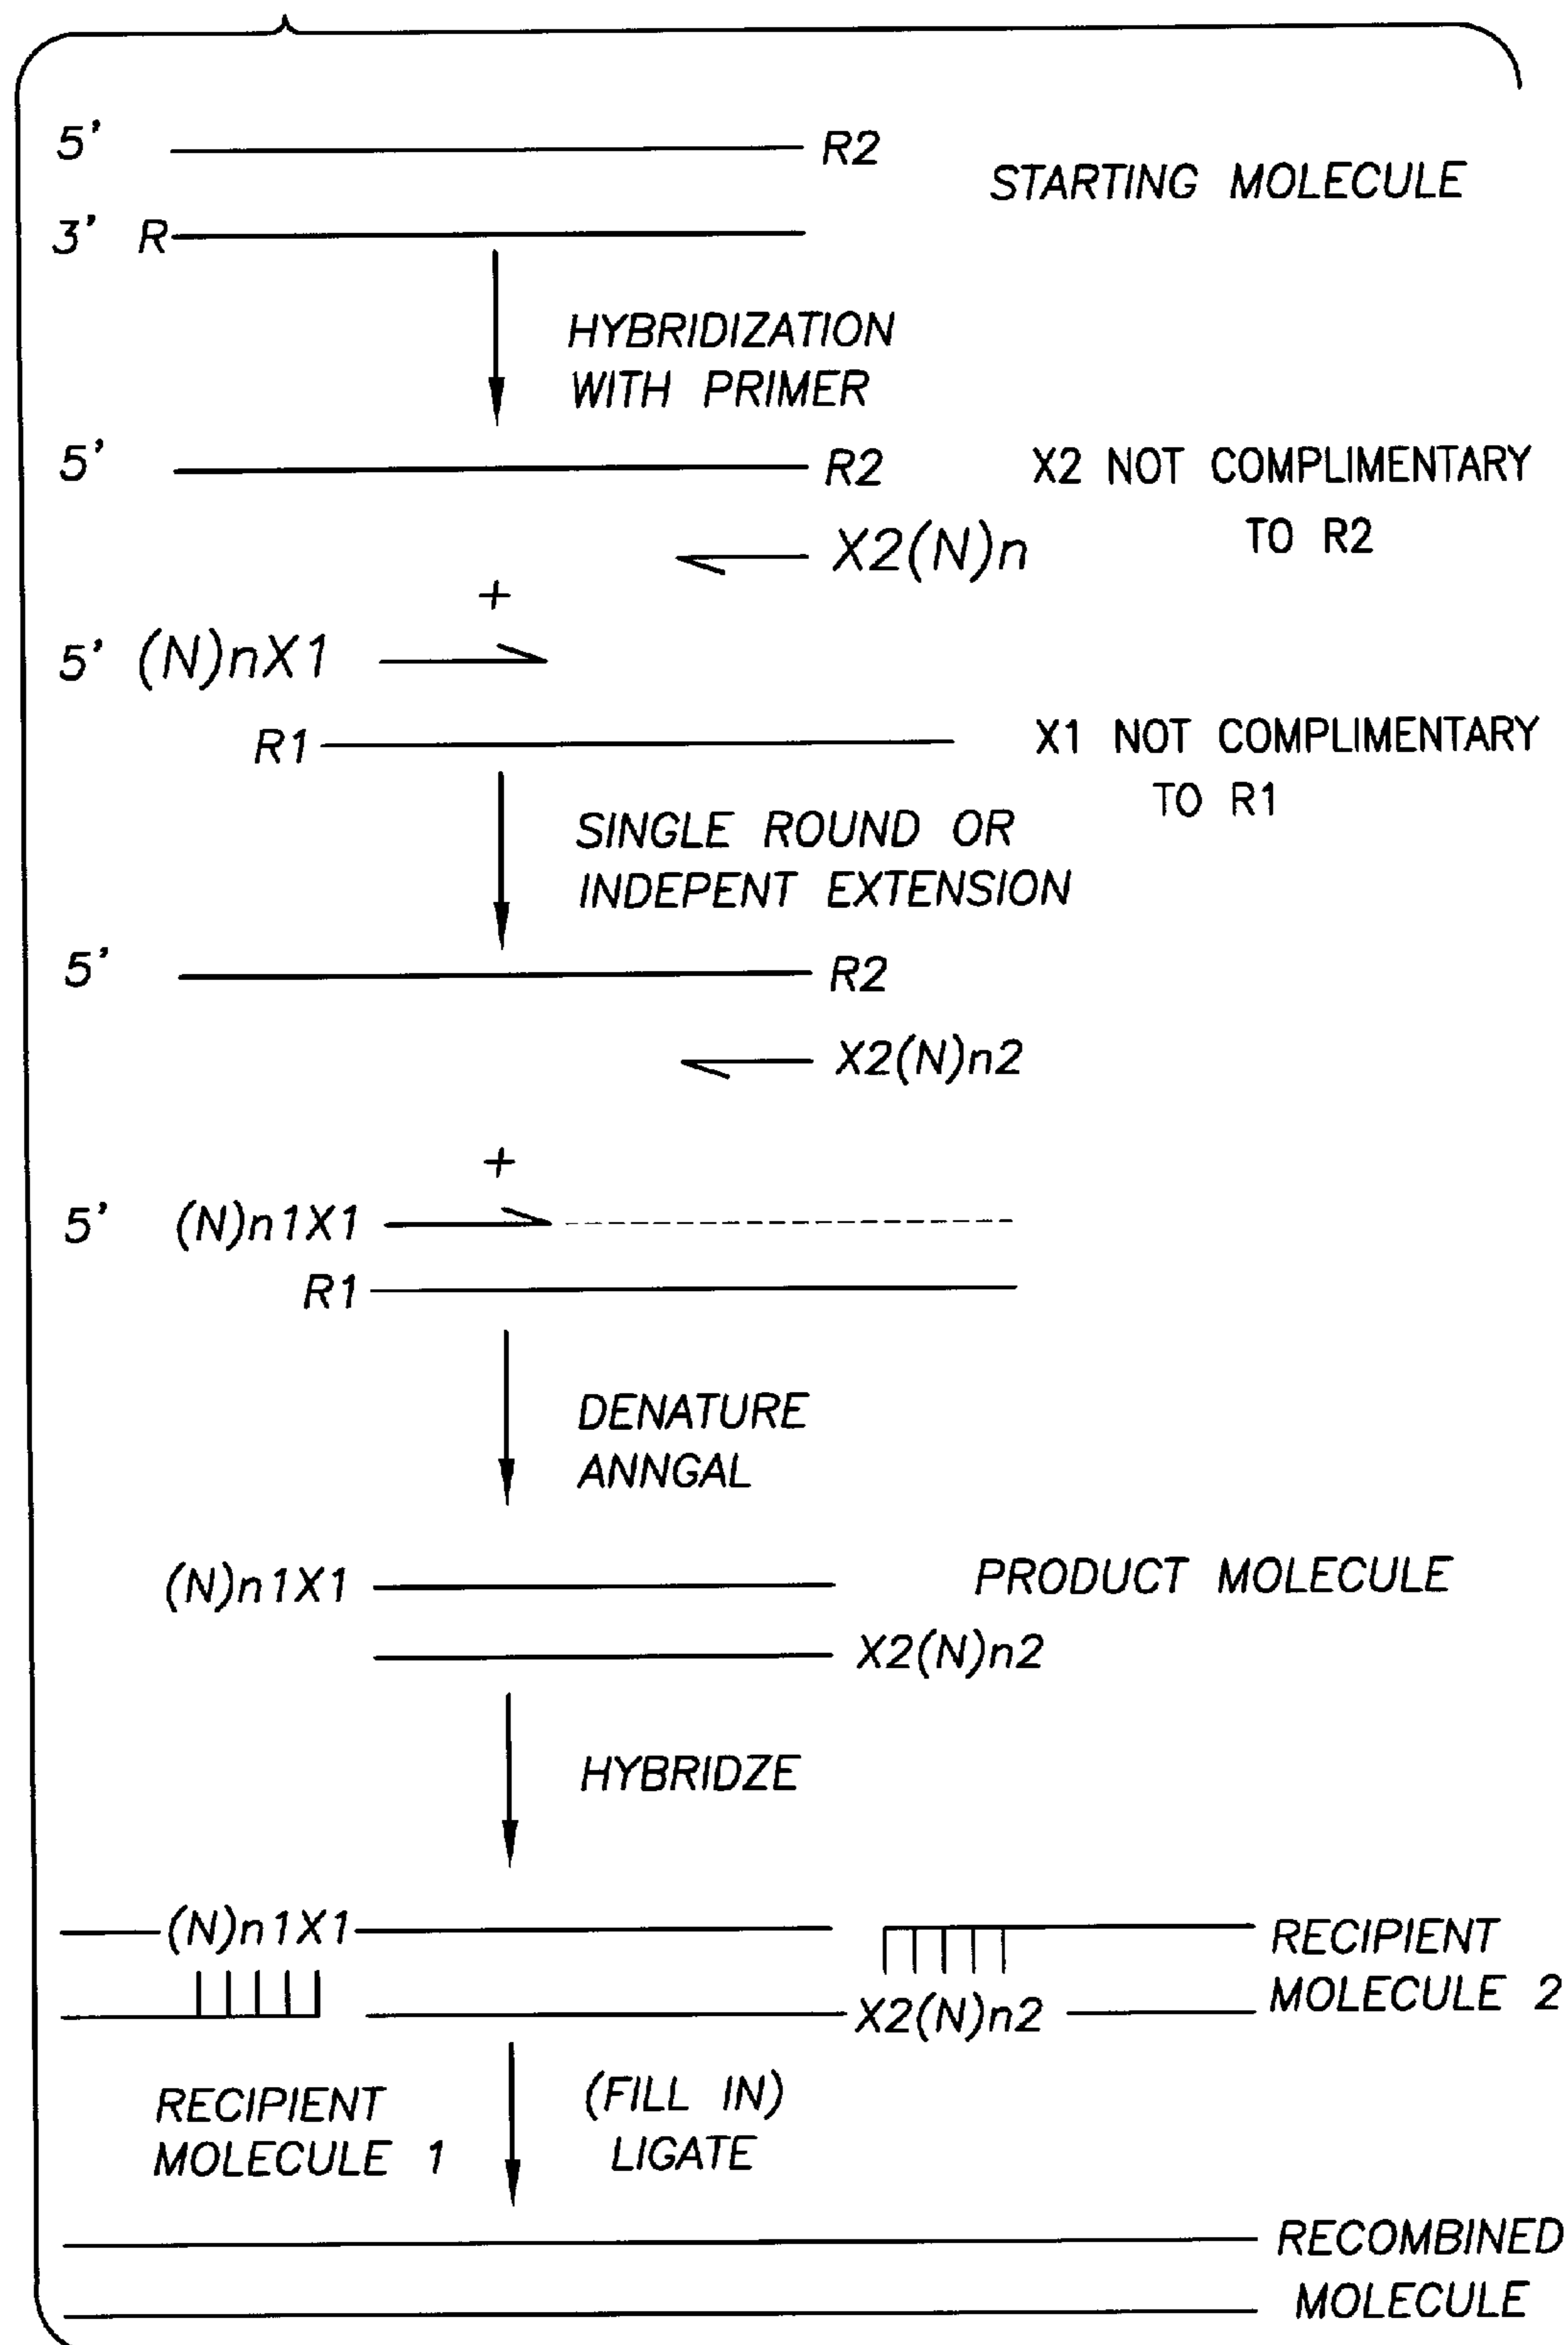 5' R2
STARTING MOLECULE
3' R
HYBRIDIZATION
WITH PRIMER
5' R2 X2 NOT COMPLIMENTARY
TO R2
X2(N)n
+
5' (N)nX1
R1 X1 NOT COMPLIMENTARY
TO R1
SINGLE ROUND OR
INDEPENT EXTENSION
5' R2
X2(N)n2
+
5' (N)n1X1
R1
DENATURE
ANNGAL
(N)n1X1 PRODUCT MOLECULE
X2(N)n2
HYBRIDZE
(N)n1X1 RECIPIENT
MOLECULE 2
X2(N)n2
RECIPIENT
MOLECULE 1
(FILL IN)
LIGATE
RECOMBINED
MOLECULE